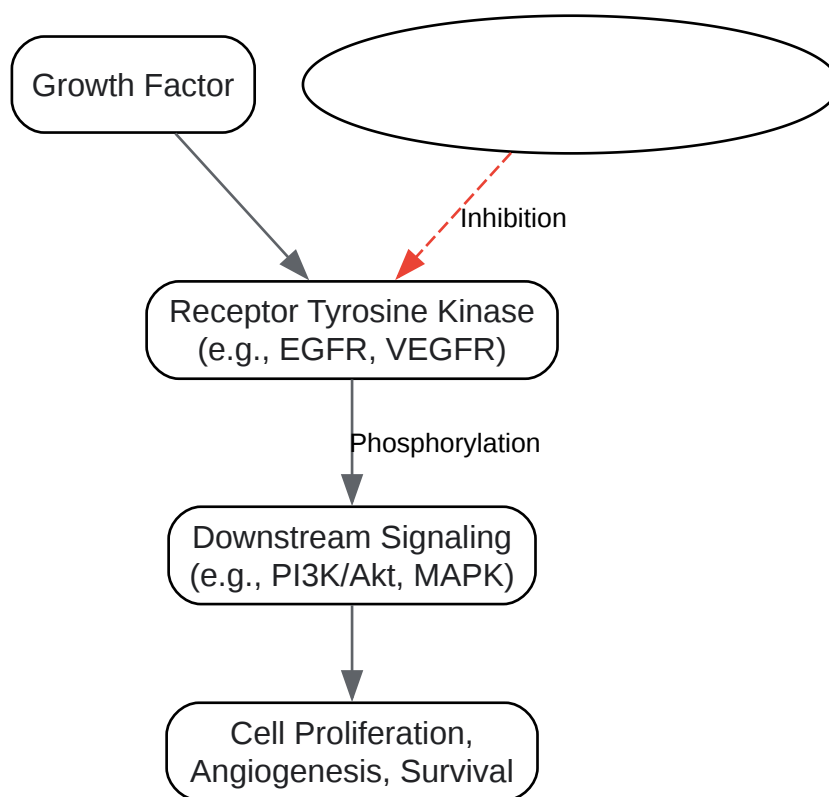 Growth Factor
Inhibition
Receptor Tyrosine Kinase
(e.g., EGFR, VEGFR)
Phosphorylation
Downstream Signaling
(e.g., PI3K/Akt, MAPK)
Cell Proliferation,
Angiogenesis, Survival